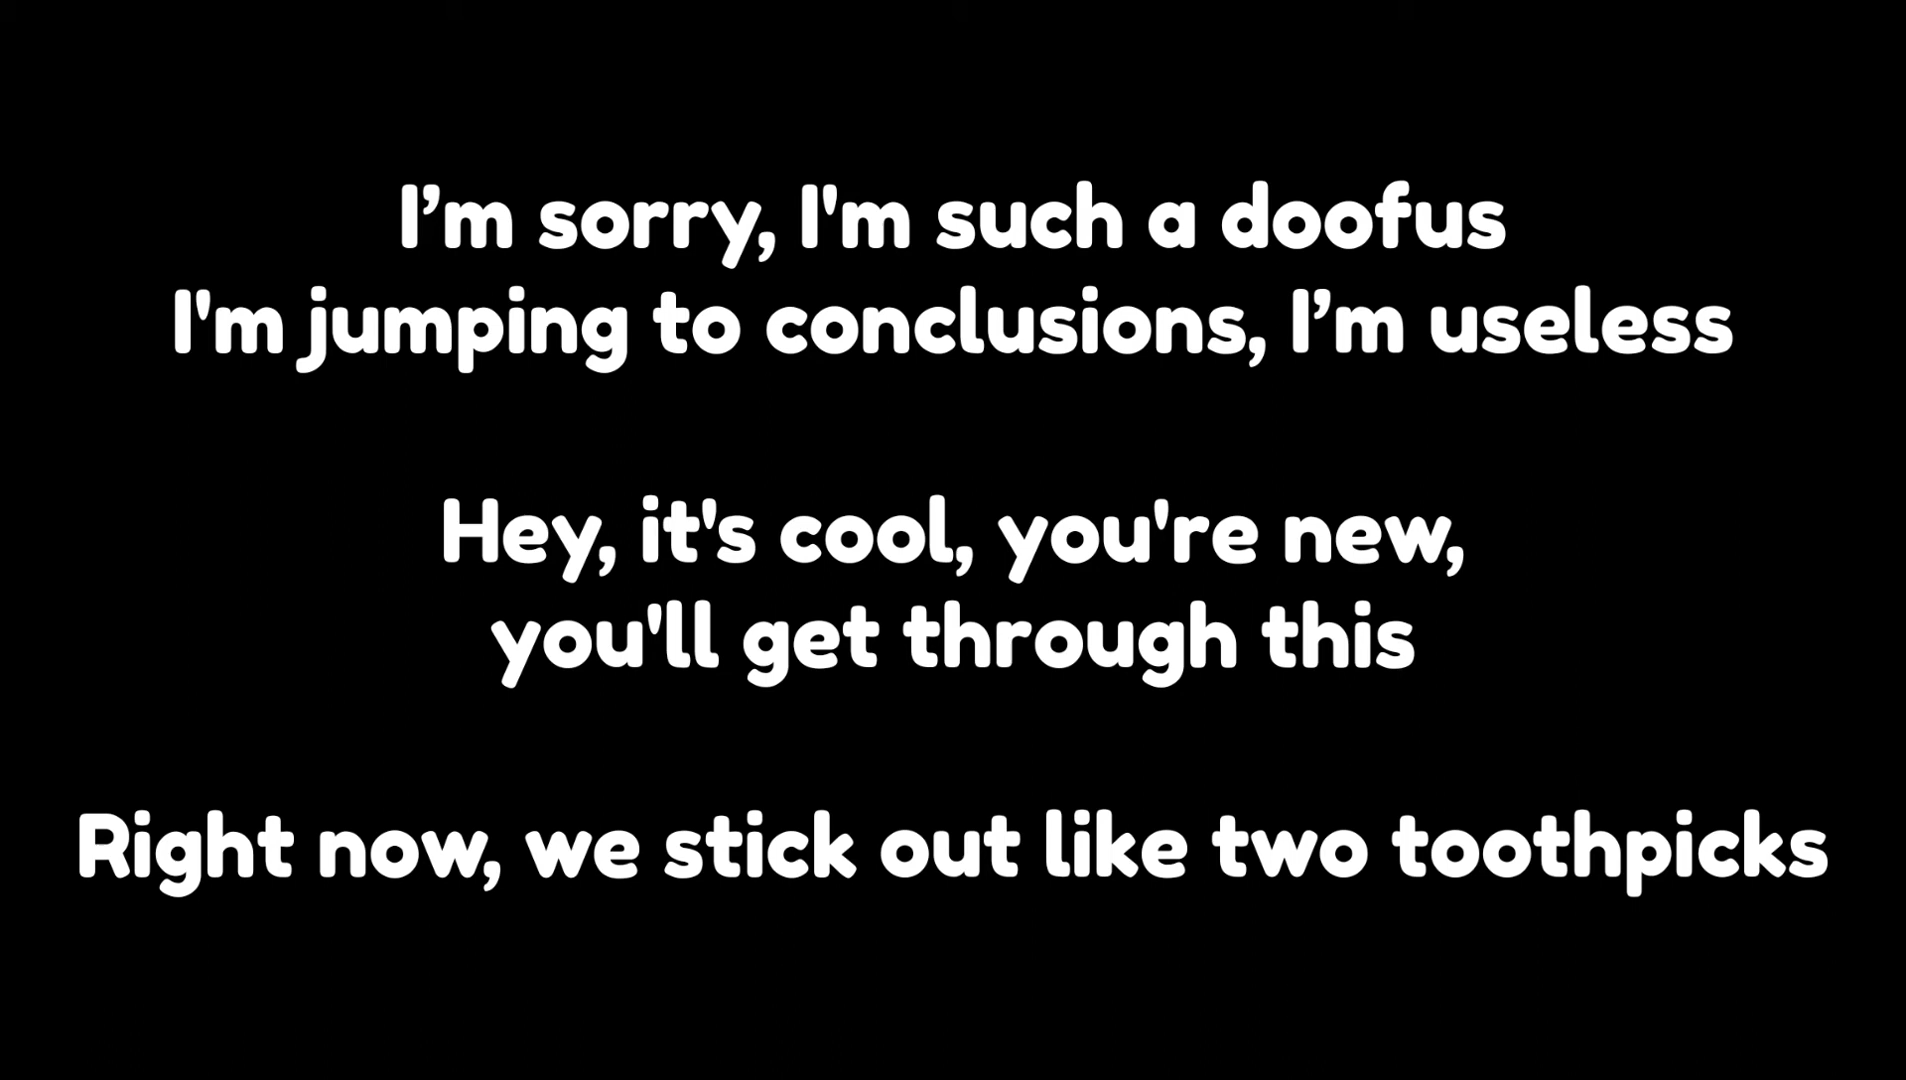 I’m sorry, I'm such a doofus
I'm jumping to conclusions, I’m useless
Hey, it's cool, you're new,
you'll get through this
Right now, we stick out like two toothpicks